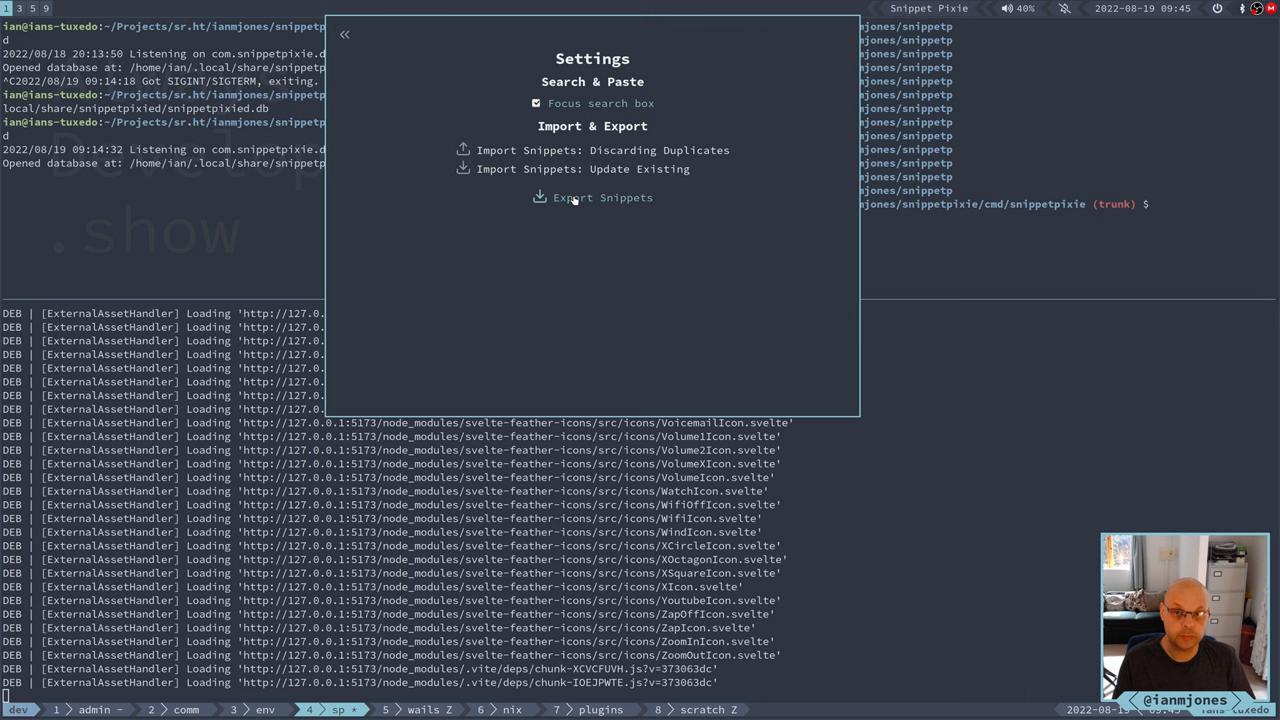 1 3 5 9
Snippet Pixie
40%
2022-08-19 09:45
M
ian@ians-tuxedo:~/Projects/sr.ht/ianmjones/snippetp
d
2022/08/18 20:13:50 Listening on com.snippetpixie.d
Opened database at: /home/ian/.local/share/snippetp
^C2022/08/19 09:14:18 Got SIGINT/SIGTERM, exiting.
ian@ians-tuxedo:~/Projects/sr.ht/ianmjones/snippetp
local/share/snippetpixied/snippetpixied.db
ian@ians-tuxedo:~/Projects/sr.ht/ianmjones/snippetp
d
2022/08/19 09:14:32 Listening on com.snippetpixie.d
Opened database at: /home/ian/.local/share/snippetp
Develop
.show
Settings
Search & Paste
Focus search box
Import & Export
Import Snippets: Discarding Duplicates
Import Snippets: Update Existing
Export Snippets
mjones/snippetp
mjones/snippetp
mjones/snippetp
mjones/snippetp
mjones/snippetp
mjones/snippetp
mjones/snippetp
mjones/snippetp
mjones/snippetp
mjones/snippetp
mjones/snippetp
mjones/snippetp
mjones/snippetp
mjones/snippetpixie/cmd/snippetpixie (trunk) $
DEB | [ExternalAssetHandler] Loading 'http://127.0.
DEB | [ExternalAssetHandler] Loading 'http://127.0.
DEB | [ExternalAssetHandler] Loading 'http://127.0.
DEB | [ExternalAssetHandler] Loading 'http://127.0.
DEB | [ExternalAssetHandler] Loading 'http://127.0.
DEB | [ExternalAssetHandler] Loading 'http://127.0.
DEB | [ExternalAssetHandler] Loading 'http://127.0.
DEB | [ExternalAssetHandler] Loading 'http://127.0.
DEB | [ExternalAssetHandler] Loading 'http://127.0.0.1:5173/node_modules/svelte-feather-icons/src/icons/VoicemailIcon.svelte'
DEB | [ExternalAssetHandler] Loading 'http://127.0.0.1:5173/node_modules/svelte-feather-icons/src/icons/Volume1Icon.svelte'
DEB | [ExternalAssetHandler] Loading 'http://127.0.0.1:5173/node_modules/svelte-feather-icons/src/icons/Volume2Icon.svelte'
DEB | [ExternalAssetHandler] Loading 'http://127.0.0.1:5173/node_modules/svelte-feather-icons/src/icons/VolumeXIcon.svelte'
DEB | [ExternalAssetHandler] Loading 'http://127.0.0.1:5173/node_modules/svelte-feather-icons/src/icons/VolumeIcon.svelte'
DEB | [ExternalAssetHandler] Loading 'http://127.0.0.1:5173/node_modules/svelte-feather-icons/src/icons/WatchIcon.svelte'
DEB | [ExternalAssetHandler] Loading 'http://127.0.0.1:5173/node_modules/svelte-feather-icons/src/icons/WifiOffIcon.svelte'
DEB | [ExternalAssetHandler] Loading 'http://127.0.0.1:5173/node_modules/svelte-feather-icons/src/icons/WifiIcon.svelte'
DEB | [ExternalAssetHandler] Loading 'http://127.0.0.1:5173/node_modules/svelte-feather-icons/src/icons/WindIcon.svelte'
DEB | [ExternalAssetHandler] Loading 'http://127.0.0.1:5173/node_modules/svelte-feather-icons/src/icons/XCircleIcon.svelte'
DEB | [ExternalAssetHandler] Loading 'http://127.0.0.1:5173/node_modules/svelte-feather-icons/src/icons/XOctagonIcon.svelte'
DEB | [ExternalAssetHandler] Loading 'http://127.0.0.1:5173/node_modules/svelte-feather-icons/src/icons/XSquareIcon.svelte'
DEB | [ExternalAssetHandler] Loading 'http://127.0.0.1:5173/node_modules/svelte-feather-icons/src/icons/XIcon.svelte'
DEB | [ExternalAssetHandler] Loading 'http://127.0.0.1:5173/node_modules/svelte-feather-icons/src/icons/YoutubeIcon.svelte'
DEB | [ExternalAssetHandler] Loading 'http://127.0.0.1:5173/node_modules/svelte-feather-icons/src/icons/ZapOffIcon.svelte'
DEB | [ExternalAssetHandler] Loading 'http://127.0.0.1:5173/node_modules/svelte-feather-icons/src/icons/ZapIcon.svelte'
DEB | [ExternalAssetHandler] Loading 'http://127.0.0.1:5173/node_modules/svelte-feather-icons/src/icons/ZoomInIcon.svelte'
DEB | [ExternalAssetHandler] Loading 'http://127.0.0.1:5173/node_modules/svelte-feather-icons/src/icons/ZoomOutIcon.svelte'
DEB | [ExternalAssetHandler] Loading 'http://127.0.0.1:5173/node_modules/.vite/deps/chunk-XCVCFUVH.js?v=373063dc'
DEB | [ExternalAssetHandler] Loading 'http://127.0.0.1:5173/node_modules/.vite/deps/chunk-IOEJPWTE.js?v=373063dc'
@ianmjones
dev 1 admin - 2 comm 3 env 4 sp * 5 wails Z 6 nix 7 plugins 8 scratch Z
2022-08-19
tuxedo